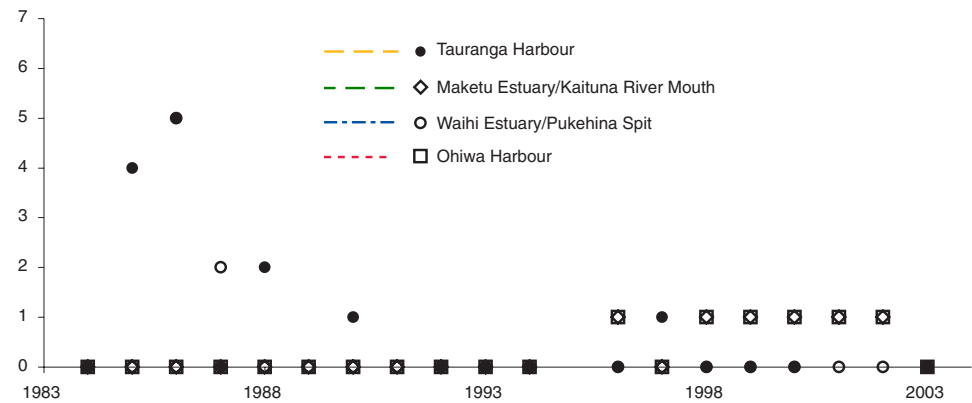 7
6
5
4
3
2
1
0
Tauranga Harbour
Maketu Estuary/Kaituna River Mouth
Waihi Estuary/Pukehina Spit
Ohiwa Harbour
1983 1988 1993 1998 2003